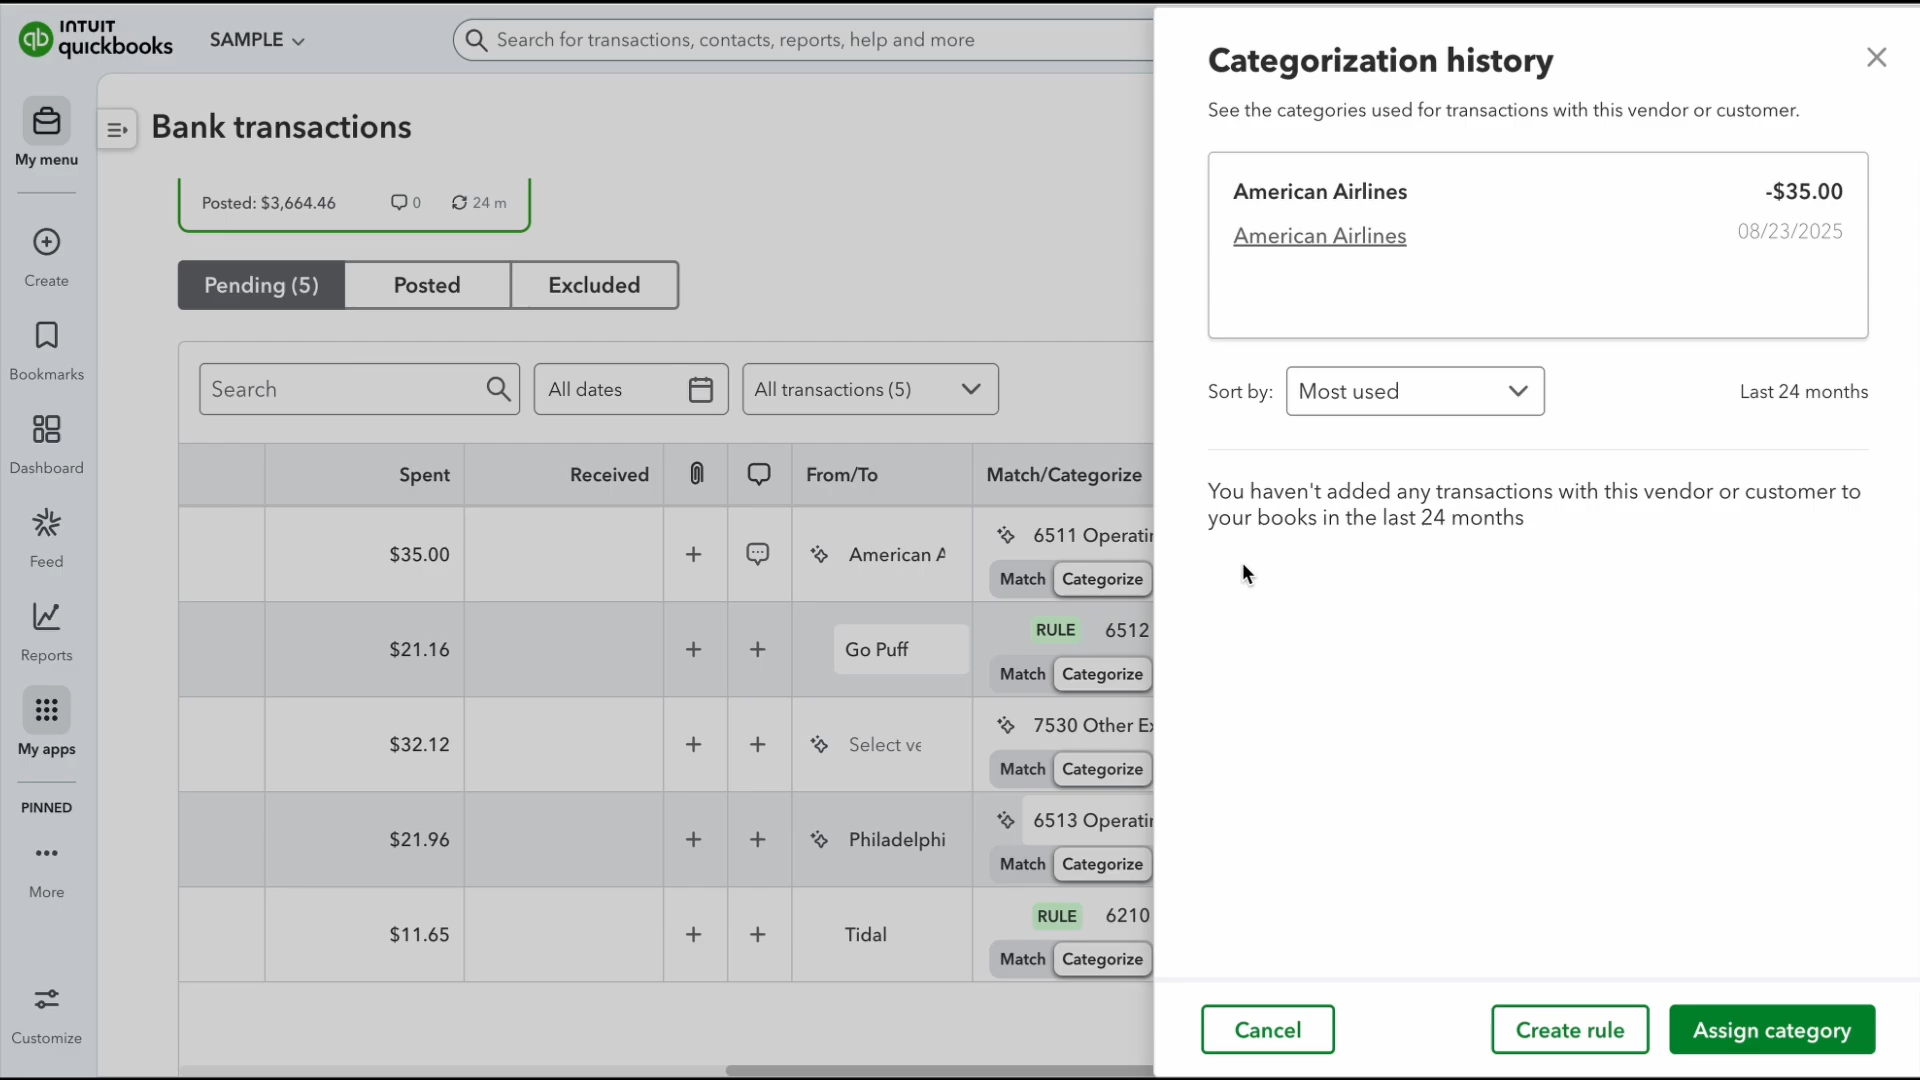 INTUIT
quickbooks
qb
SAMPLE
Search for transactions, contacts, reports, help and more
My menu
Create
Bookmarks
Dashboard
Feed
Reports
My apps
PINNED
More
Customize
Bank transactions
Posted: $3,664.46 0 24 m
Pending (5) Posted Excluded
Search All dates All transactions (5)
Spent Received From/To Match/Categorize
$35.00 + American A 6511 Operatin
Match Categorize
$21.16 + + Go Puff RULE 6512
Match Categorize
$32.12 + + Select ve 7530 Other Ex
Match Categorize
$21.96 + + Philadelphi 6513 Operatin
Match Categorize
$11.65 + + Tidal RULE 6210
Match Categorize
Categorization history
See the categories used for transactions with this vendor or customer.
American Airlines -$35.00
American Airlines 08/23/2025
Sort by: Most used Last 24 months
You haven't added any transactions with this vendor or customer to
your books in the last 24 months
Cancel Create rule Assign category